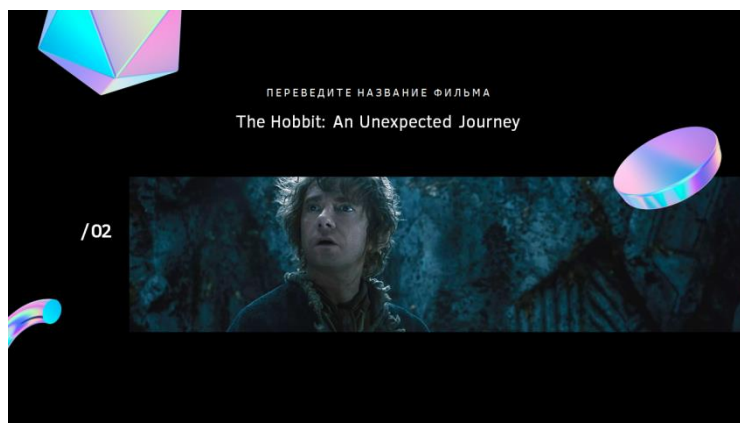 ПЕРЕВЕДИТЕ НАЗВАНИЕ ФИЛЬМА
The Hobbit: An Unexpected Journey
/02